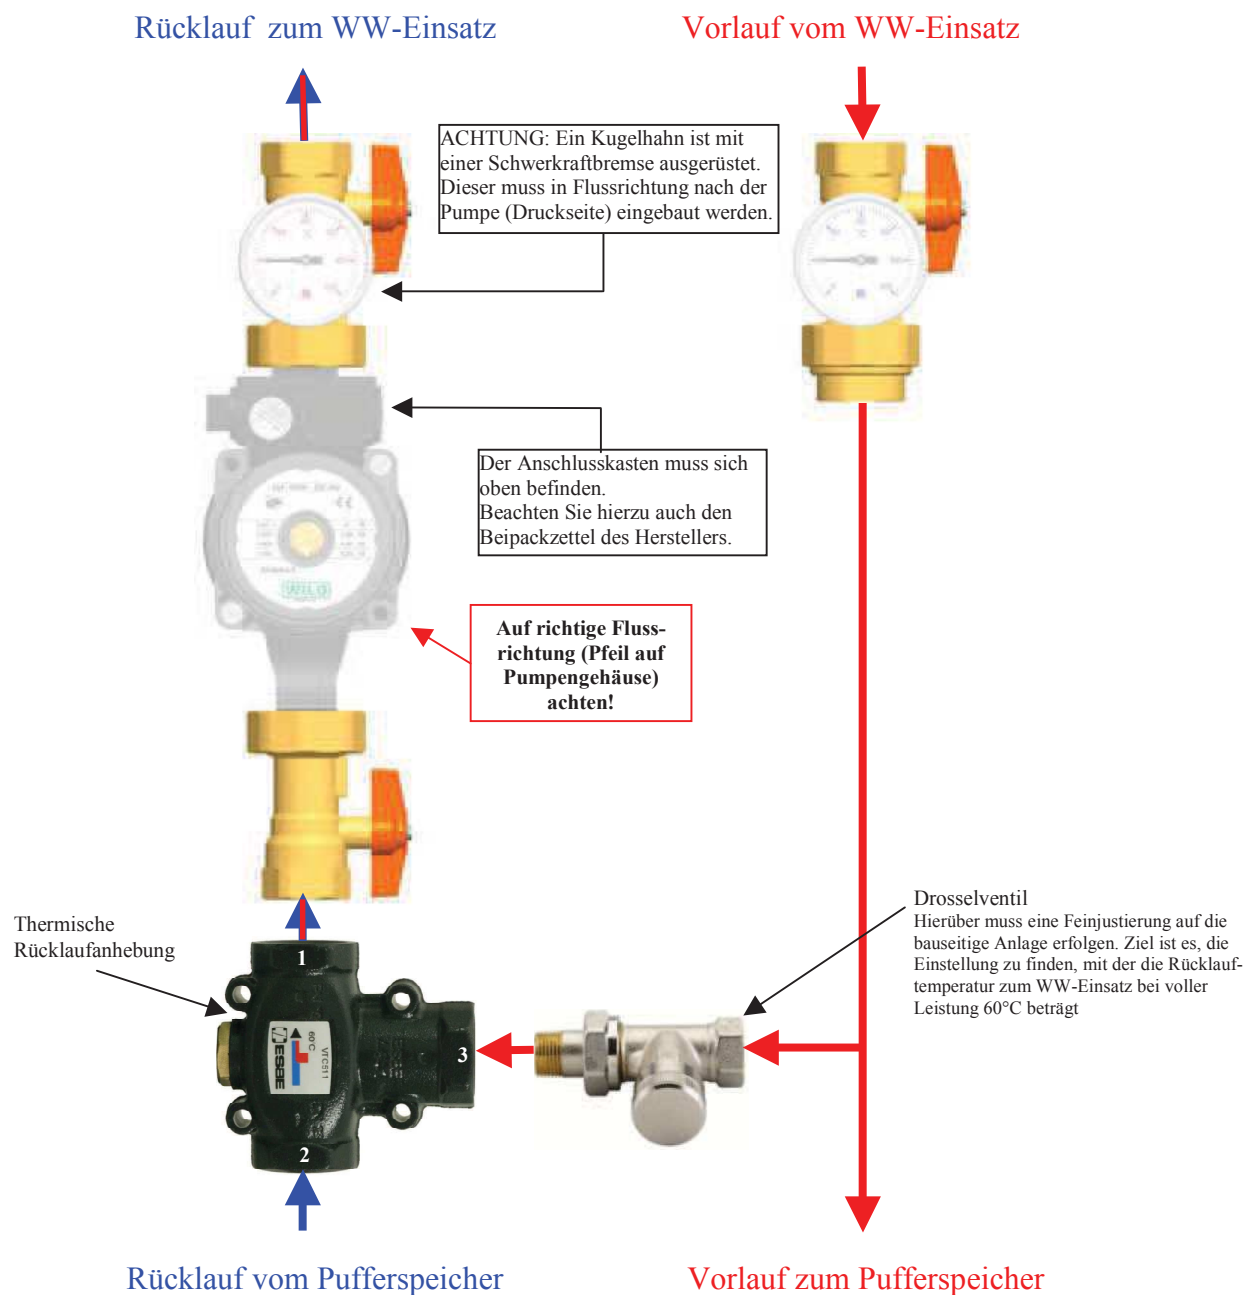 Rücklauf  zum WW-Einsatz
Vorlauf vom WW-Einsatz
ACHTUNG: Ein Kugelhahn ist mit
einer Schwerkraftbremse ausgerüstet.
Dieser muss in Flussrichtung nach der
Pumpe (Druckseite) eingebaut werden.
Der Anschlusskasten muss sich
oben befinden.
Beachten Sie hierzu auch den
Beipackzettel des Herstellers.
WILO
Auf richtige Fluss-
richtung (Pfeil auf
Pumpengehäuse)
achten!
Thermische
Rücklaufanhebung
Drosselventil
Hierüber muss eine Feinjustierung auf die
bauseitige Anlage erfolgen. Ziel ist es, die
Einstellung zu finden, mit der die Rücklauf-
temperatur zum WW-Einsatz bei voller
Leistung 60°C beträgt
1
3
2
VTC511
60°C
ESBE
Rücklauf vom Pufferspeicher
Vorlauf zum Pufferspeicher